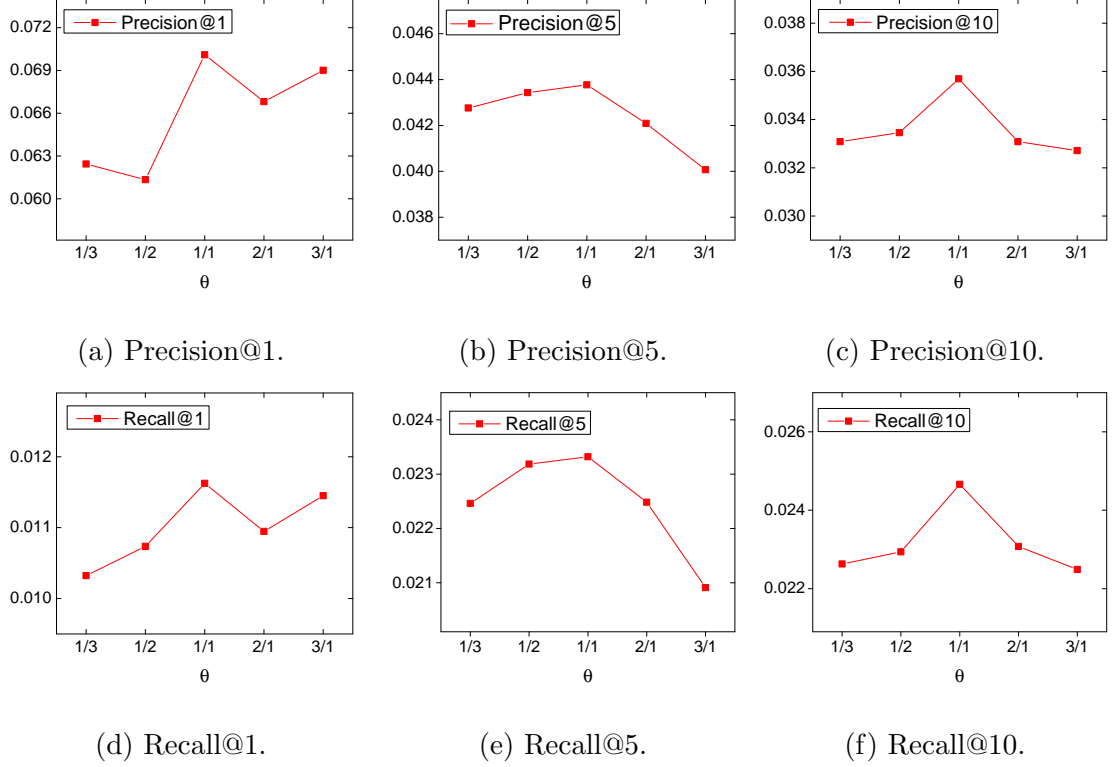 Precision@1
0.072
0.069
0.066
0.063
0.060
1/3 1/2 1/1 2/1 3/1
θ
(a) Precision@1.
Precision@5
0.046
0.044
0.042
0.040
0.038
1/3 1/2 1/1 2/1 3/1
θ
(b) Precision@5.
Precision@10
0.038
0.036
0.034
0.032
0.030
1/3 1/2 1/1 2/1 3/1
θ
(c) Precision@10.
Recall@1
0.012
0.011
0.010
1/3 1/2 1/1 2/1 3/1
θ
(d) Recall@1.
Recall@5
0.024
0.023
0.022
0.021
1/3 1/2 1/1 2/1 3/1
θ
(e) Recall@5.
Recall@10
0.026
0.024
0.022
1/3 1/2 1/1 2/1 3/1
θ
(f) Recall@10.